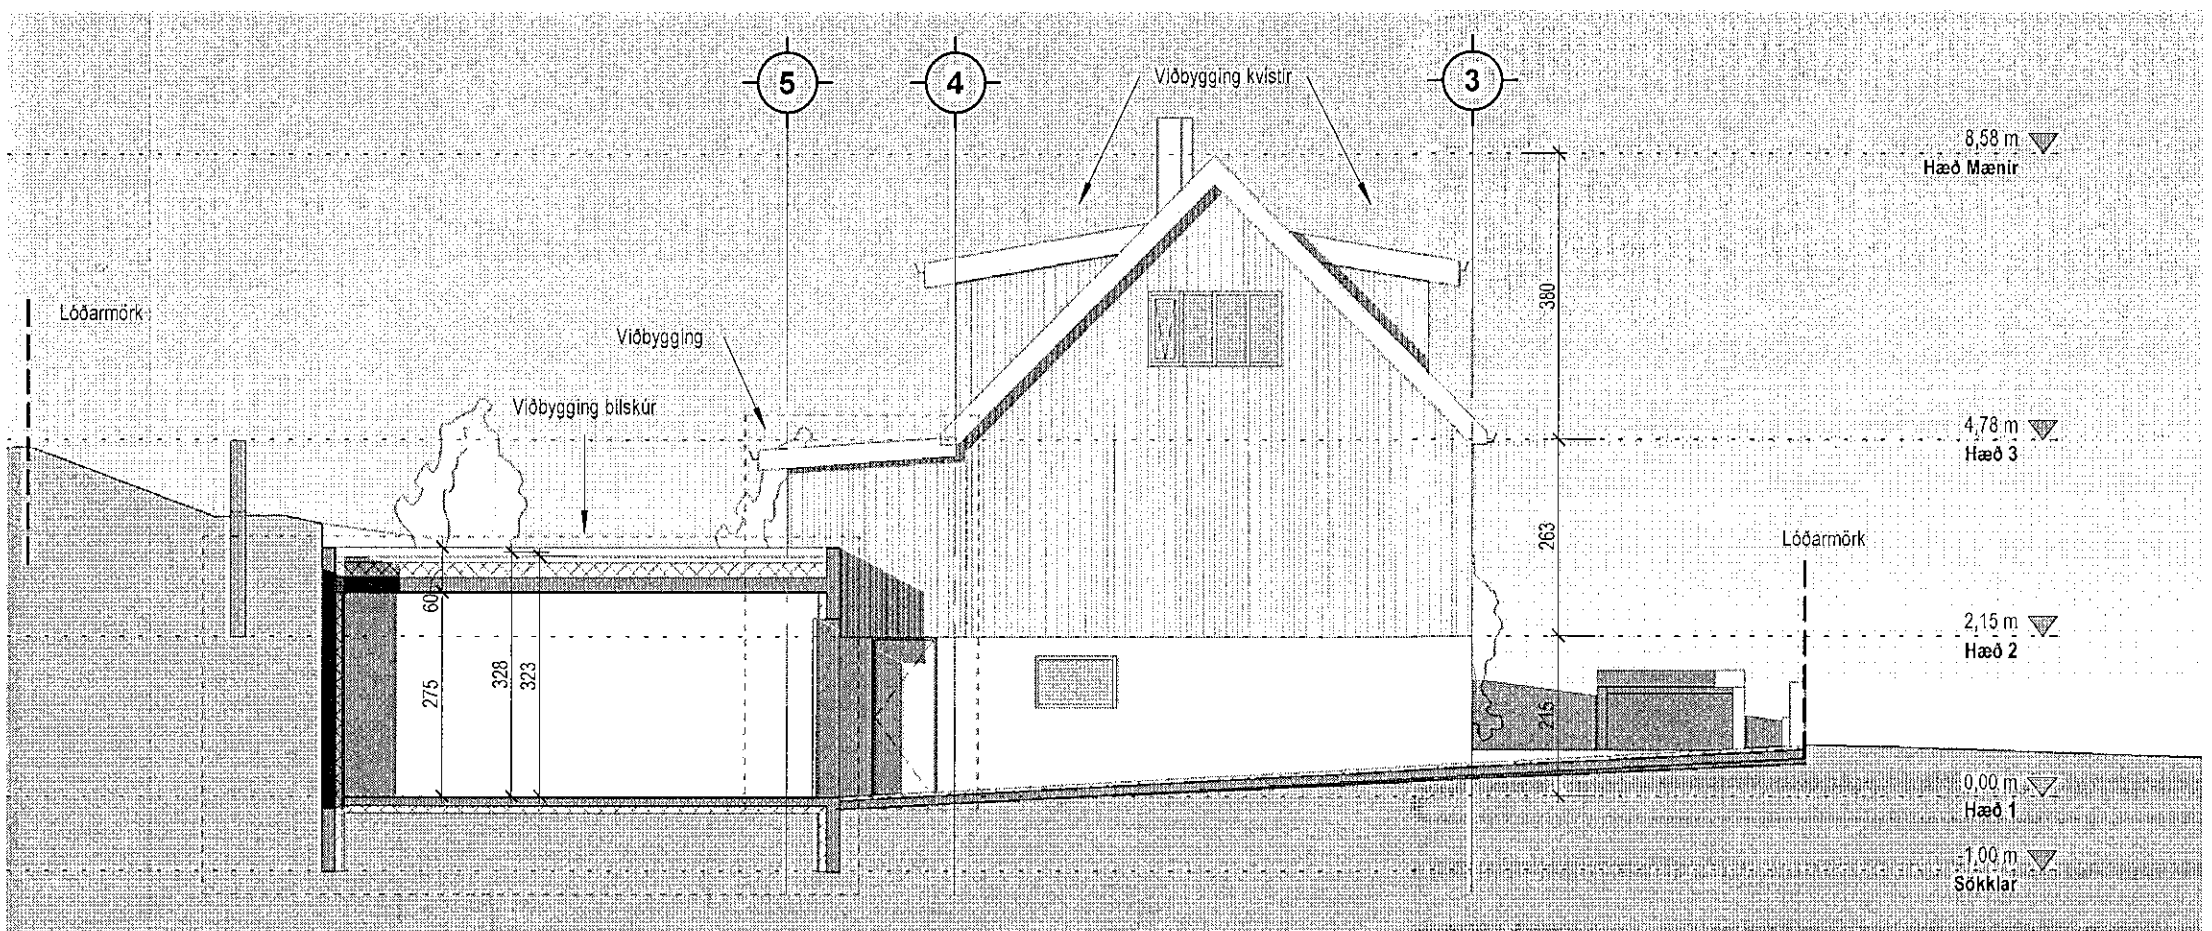 5
4
3
Viðbygging kvistir
8,58 m
Hæð Mænir
380
Lóðarmörk
Viðbygging
Viðbygging bílskúr
4,78 m
Hæð 3
263
Lóðarmörk
60
2,15 m
Hæð 2
275
328
323
215
0,00 m
Hæð 1
-1,00 m
Sökklar